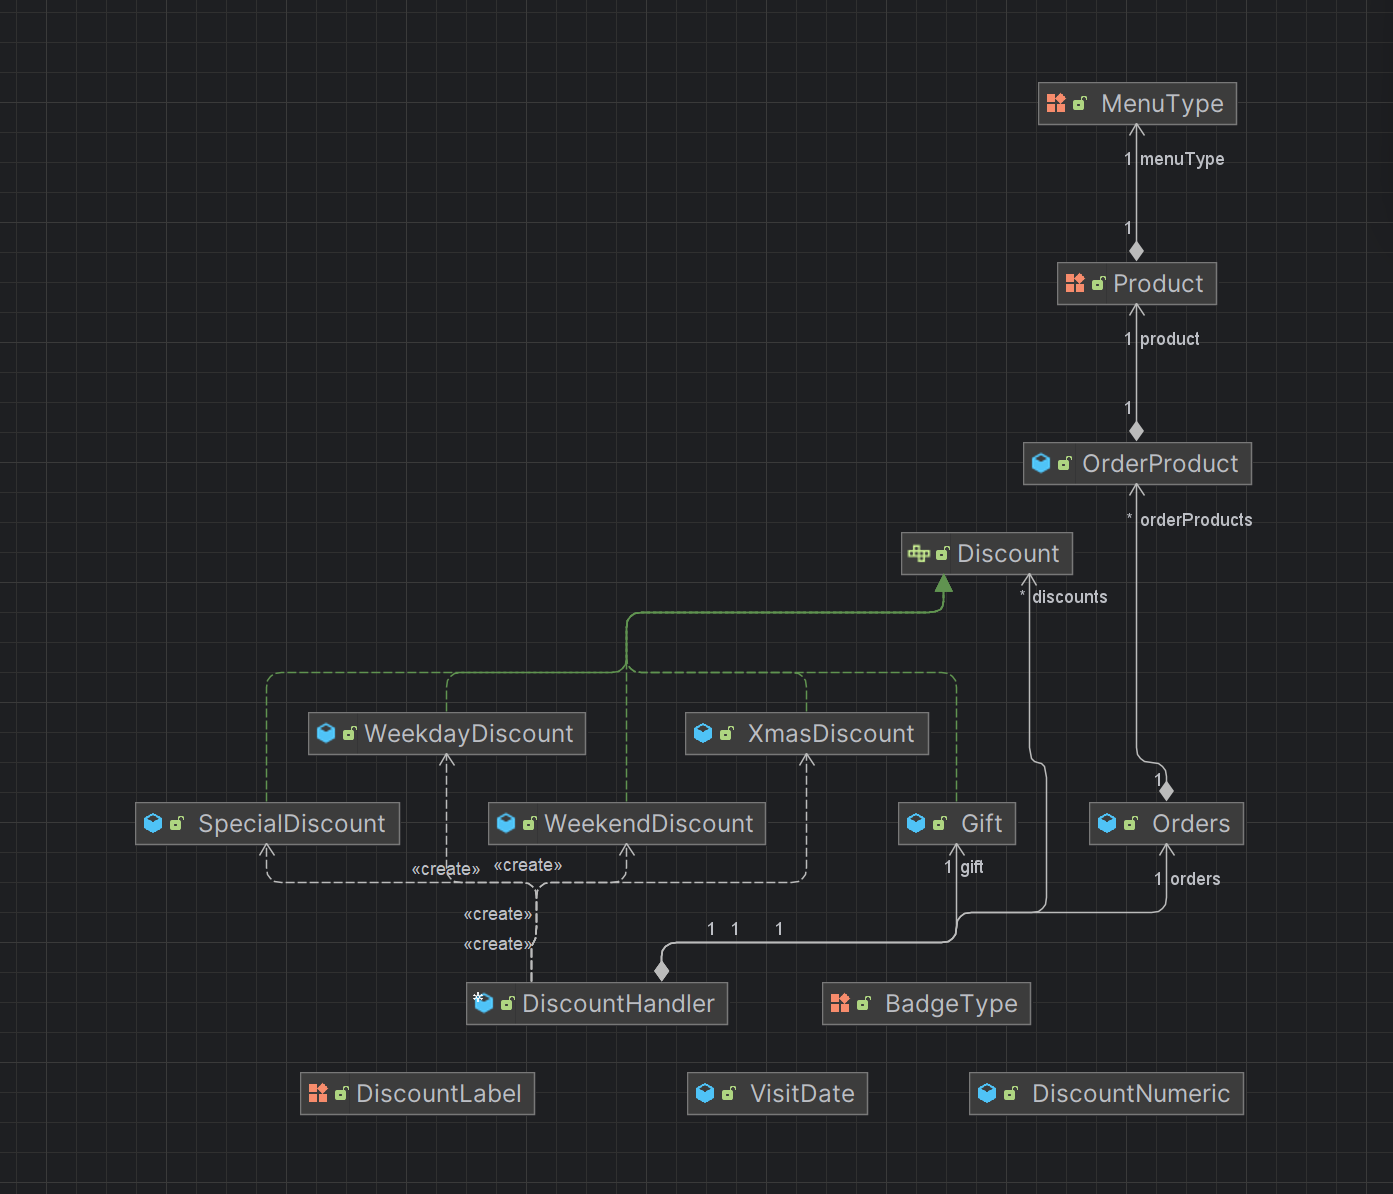 MenuType
1 menuType
1
Product
1 product
1
OrderProduct
* orderProducts
Discount
* discounts
WeekdayDiscount
XmasDiscount
1
SpecialDiscount
WeekendDiscount
Gift
Orders
«create»
«create»
1 gift
1 orders
«create»
1 1 1
«create»
DiscountHandler
BadgeType
DiscountLabel
VisitDate
DiscountNumeric